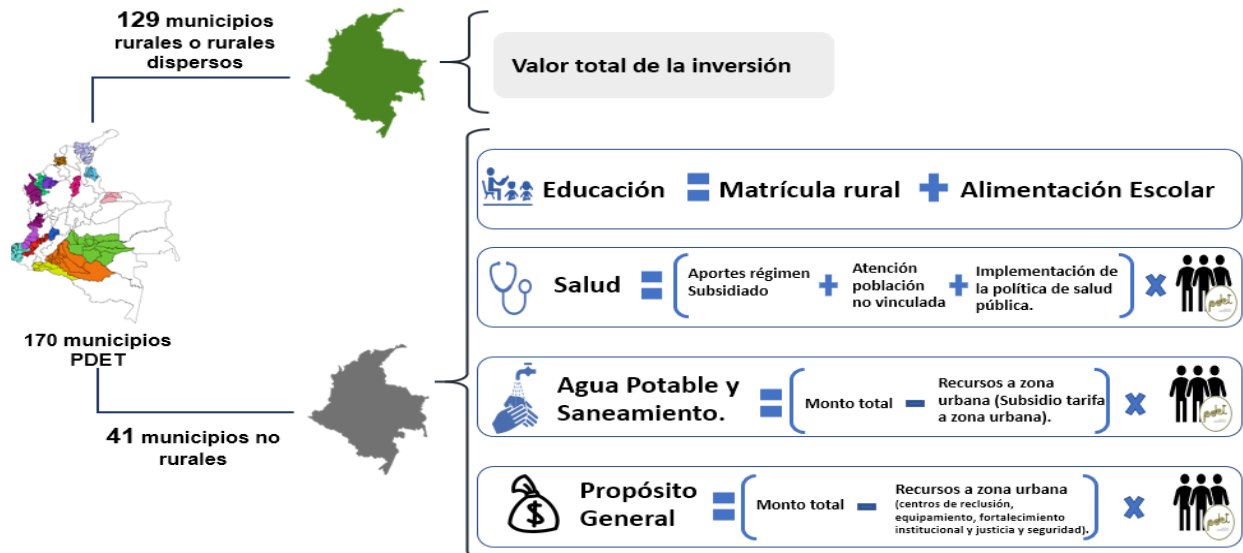 129 municipios
rurales o rurales
dispersos
Valor total de la inversión
170 municipios
PDET
41 municipios no
rurales
Educación = Matrícula rural + Alimentación Escolar
Salud = Aportes régimen
Subsidiado
+ Atención
población
no vinculada
+ Implementación de
la política de salud
pública.
×
pdet
Agua Potable y
Saneamiento.
= Monto total -
Recursos a zona
urbana (Subsidio tarifa
a zona urbana).
×
pdet
$
Propósito
General
= Monto total -
Recursos a zona urbana
(centros de reclusión,
equipamiento, fortalecimiento
institucional y justicia y seguridad).
×
pdet